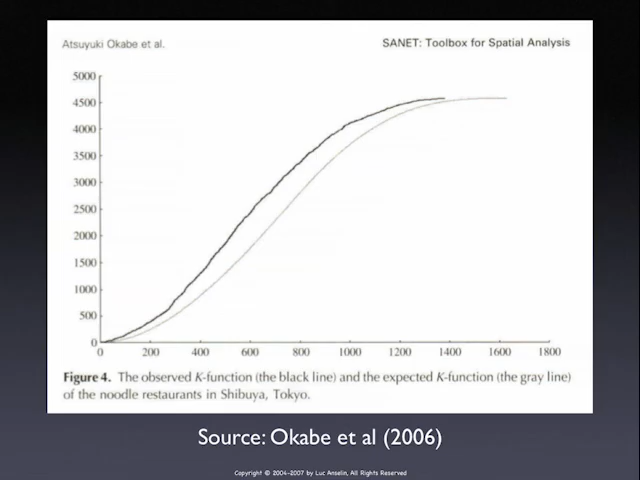 Atsuyuki Okabe et al.
SANET: Toolbox for Spatial Analysis
5000
4500
4000
3500
3000
2500
2000
1500
1000
500
0
0 200 400 600 800 1000 1200 1400 1600 1800
Figure 4. The observed K-function (the black line) and the expected K-function (the gray line)
of the noodle restaurants in Shibuya, Tokyo.
Source: Okabe et al (2006)
Copyright © 2004-2007 by Luc Anselin, All Rights Reserved